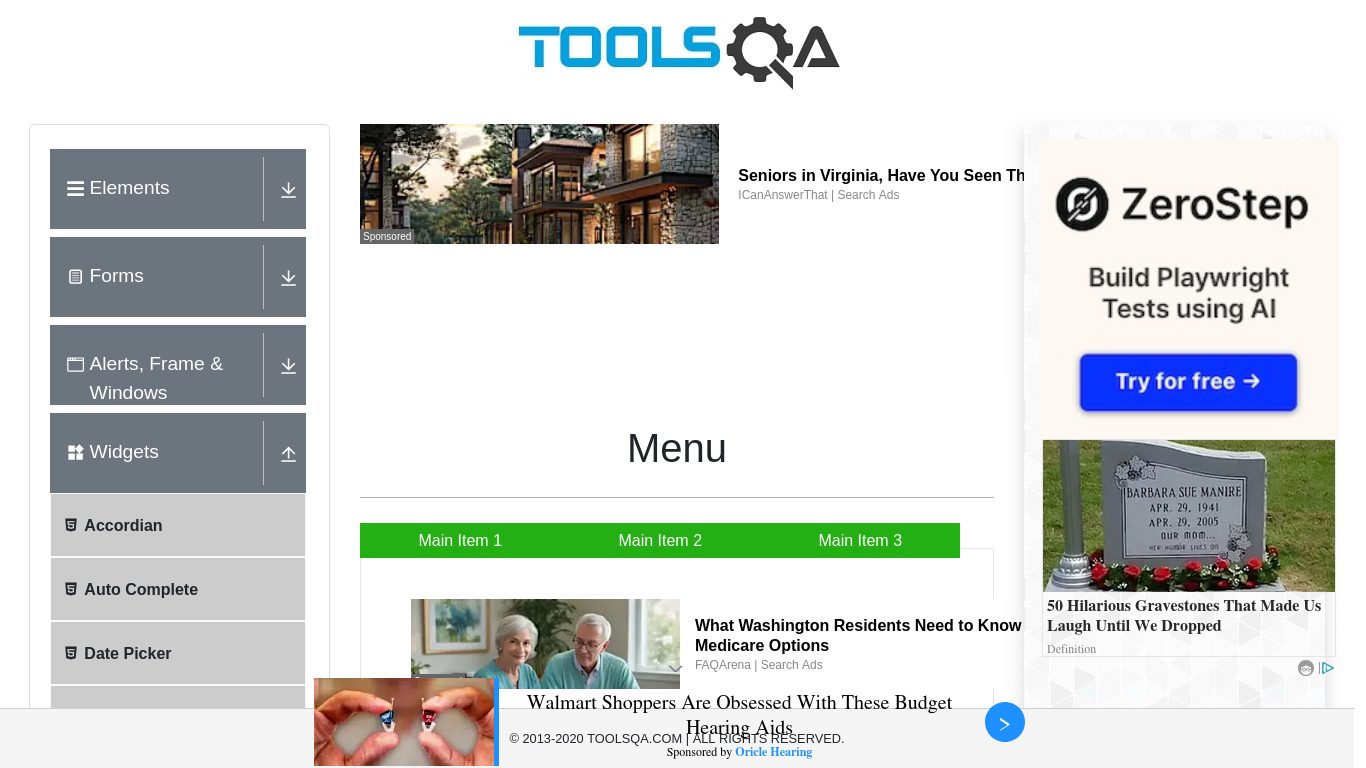 TOOLSQA
Elements
Forms
Alerts, Frame &
Windows
Widgets
Accordian
Auto Complete
Date Picker
Sponsored
Seniors in Virginia, Have You Seen Th
ICanAnswerThat | Search Ads
Menu
Main Item 1
Main Item 2
Main Item 3
What Washington Residents Need to Know
Medicare Options
FAQArena | Search Ads
ZeroStep
Build Playwright
Tests using AI
Try for free →
BARBARA SUE MANIRE
APR. 29, 1941
APR. 29, 2005
OUR MOM...
HER HUMOR LIVES ON
50 Hilarious Gravestones That Made Us
Laugh Until We Dropped
Definition
Walmart Shoppers Are Obsessed With These Budget
Hearing Aids
Sponsored by Oricle Hearing
© 2013-2020 TOOLSQA.COM | ALL RIGHTS RESERVED.